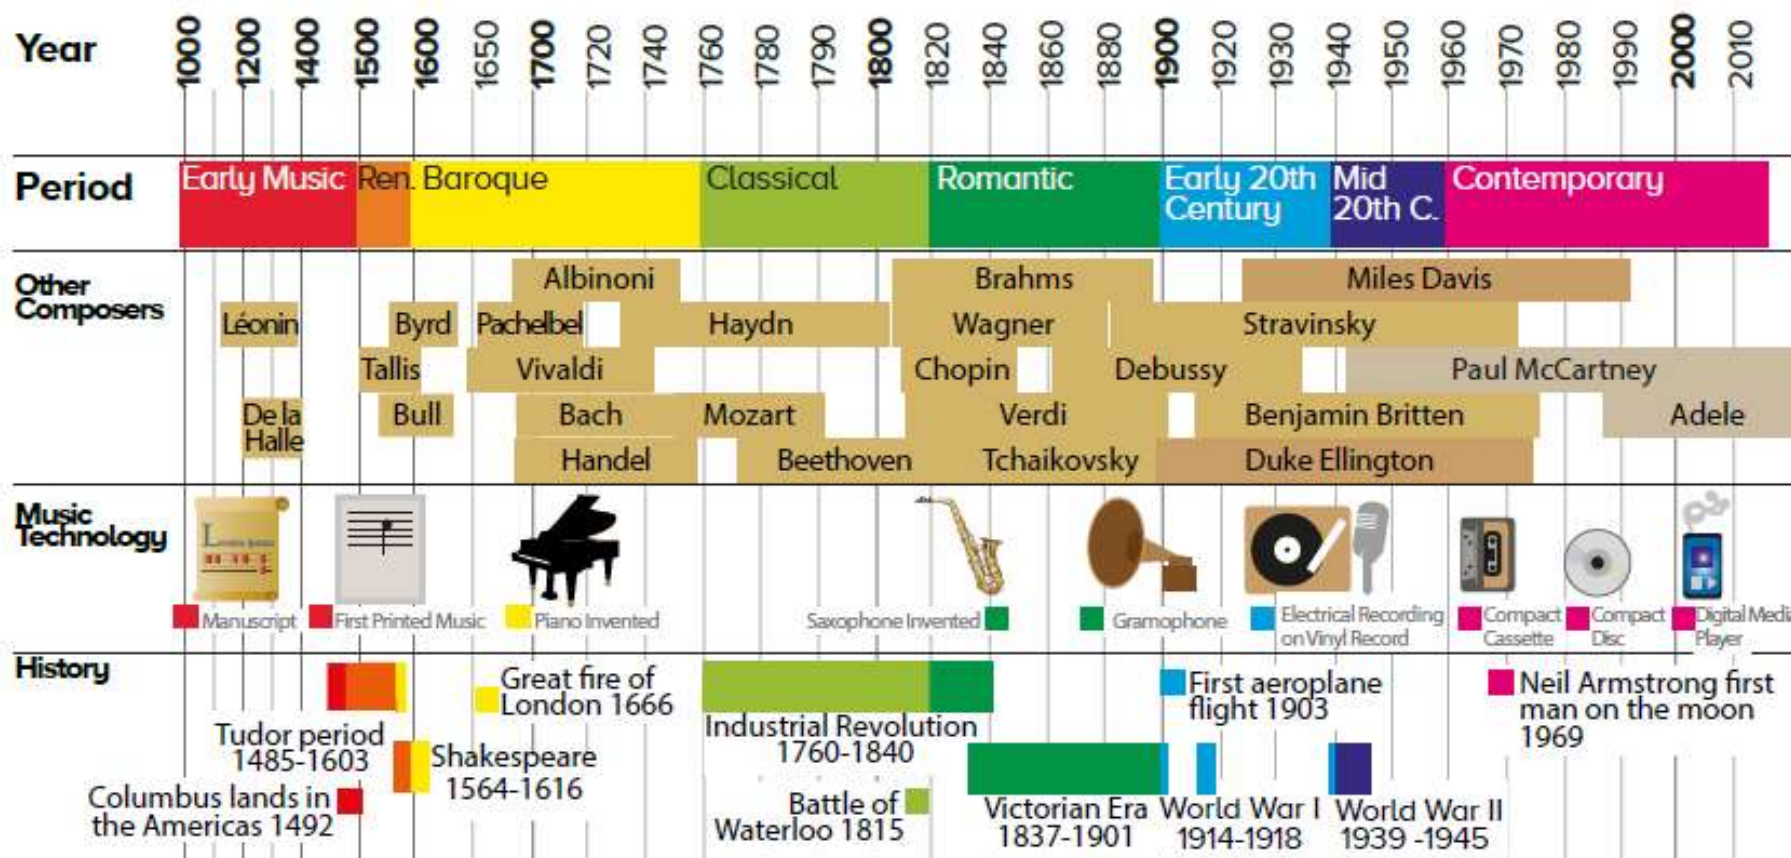 Year 1000 1200 1400 1500 1600 1650 1700 1720 1740 1760 1780 1790 1800 1820 1840 1860 1880 1900 1920 1930 1940 1950 1960 1970 1980 1990 2000 2010
Period
Early Music
Ren.
Baroque
Classical
Romantic
Early 20th
Century
Mid
20th C.
Contemporary
Other
Composers
Albinoni
Brahms
Miles Davis
Léonin
Byrd
Pachelbel
Haydn
Wagner
Stravinsky
Tallis
Vivaldi
Chopin
Debussy
Paul McCartney
De la
Halle
Bull
Bach
Mozart
Verdi
Benjamin Britten
Adele
Handel
Beethoven
Tchaikovsky
Duke Ellington
Music
Technology
Manuscript
First Printed Music
Piano Invented
Saxophone Invented
Gramophone
Electrical Recording
on Vinyl Record
Compact
Cassette
Compact
Disc
Digital Media
Player
History
Tudor period
1485-1603
Columbus lands in
the Americas 1492
Shakespeare
1564-1616
Great fire of
London 1666
Industrial Revolution
1760-1840
Battle of
Waterloo 1815
Victorian Era
1837-1901
First aeroplane
flight 1903
World War I
1914-1918
World War II
1939 -1945
Neil Armstrong first
man on the moon
1969